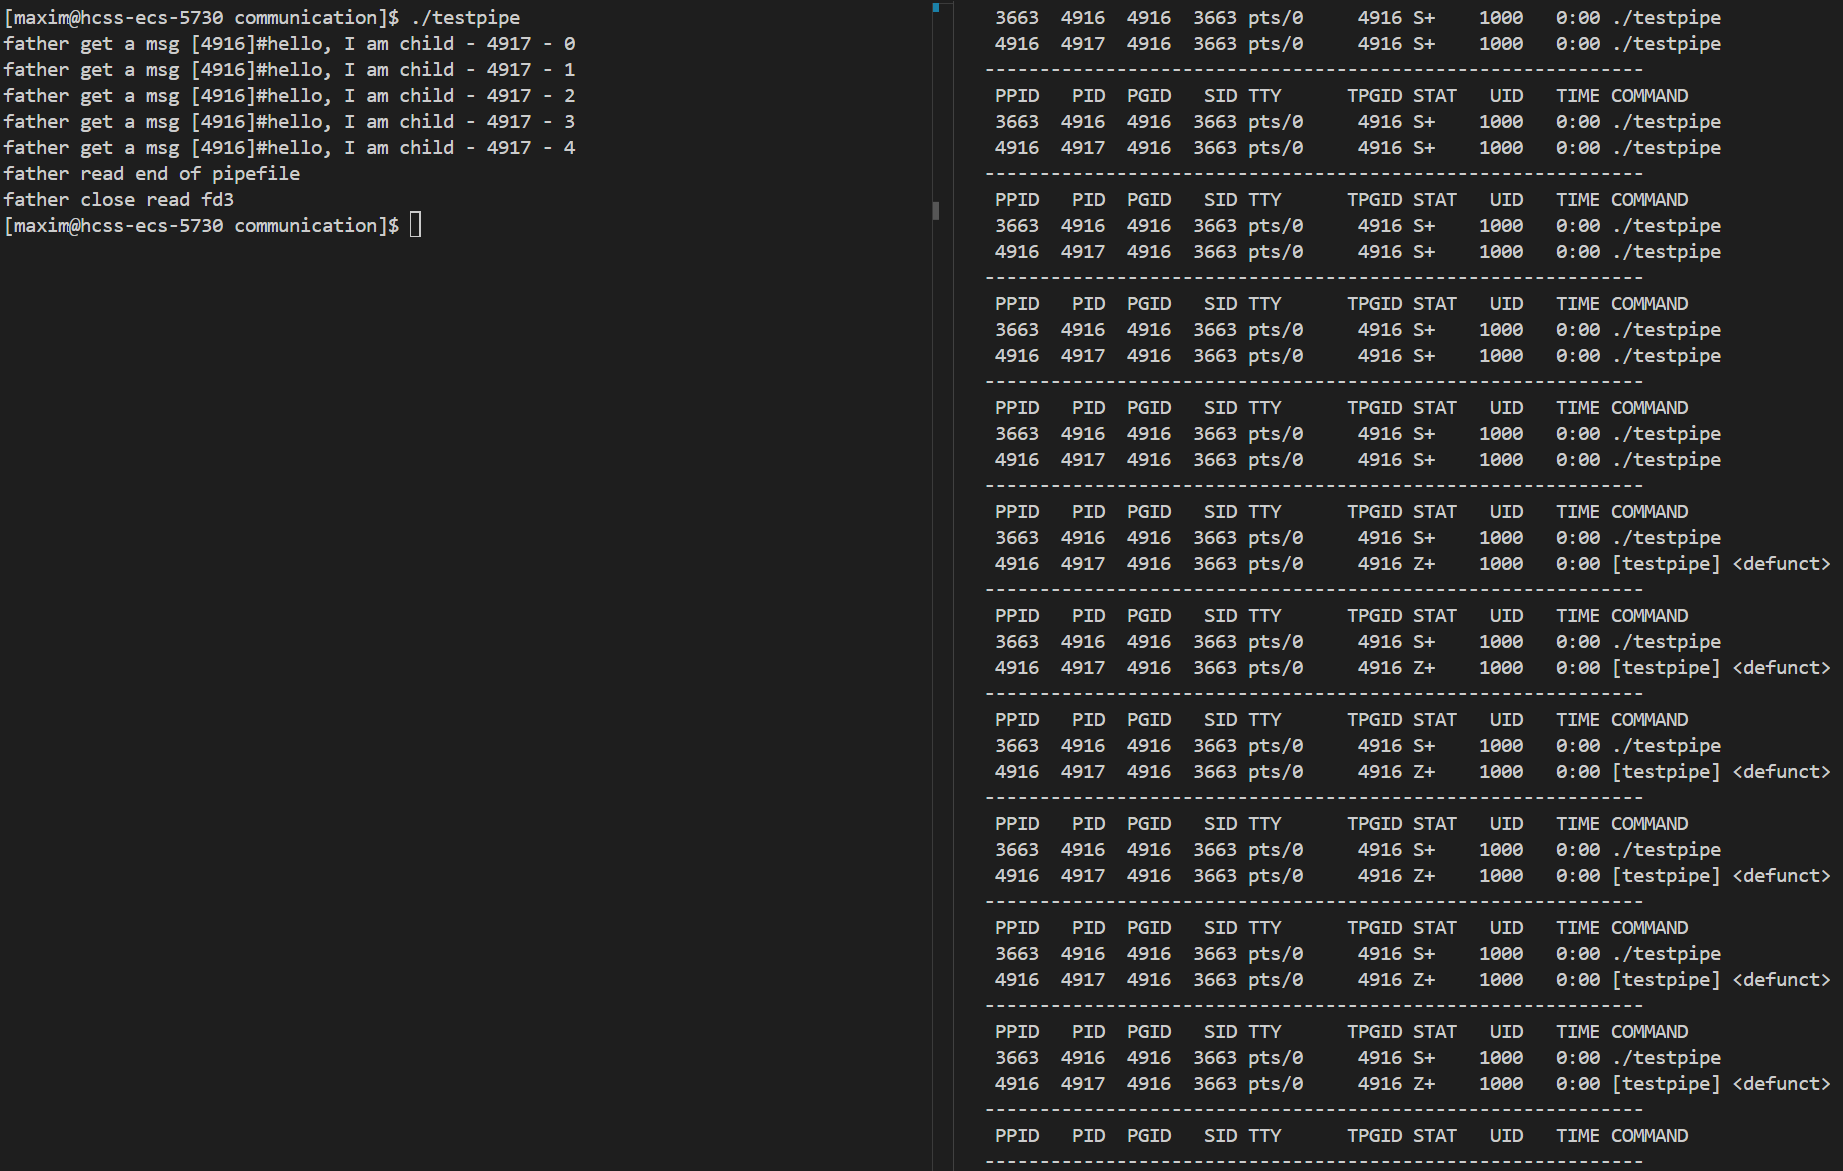 [maxim@hcss-ecs-5730 communication]$ ./testpipe
father get a msg [4916]#hello, I am child - 4917 - 0
father get a msg [4916]#hello, I am child - 4917 - 1
father get a msg [4916]#hello, I am child - 4917 - 2
father get a msg [4916]#hello, I am child - 4917 - 3
father get a msg [4916]#hello, I am child - 4917 - 4
father read end of pipefile
father close read fd3
[maxim@hcss-ecs-5730 communication]$
3663 4916 4916 3663 pts/0 4916 S+ 1000 0:00 ./testpipe
4916 4917 4916 3663 pts/0 4916 S+ 1000 0:00 ./testpipe
------------------------------------------------------------
PPID PID PGID SID TTY TPGID STAT UID TIME COMMAND
3663 4916 4916 3663 pts/0 4916 S+ 1000 0:00 ./testpipe
4916 4917 4916 3663 pts/0 4916 S+ 1000 0:00 ./testpipe
------------------------------------------------------------
PPID PID PGID SID TTY TPGID STAT UID TIME COMMAND
3663 4916 4916 3663 pts/0 4916 S+ 1000 0:00 ./testpipe
4916 4917 4916 3663 pts/0 4916 S+ 1000 0:00 ./testpipe
------------------------------------------------------------
PPID PID PGID SID TTY TPGID STAT UID TIME COMMAND
3663 4916 4916 3663 pts/0 4916 S+ 1000 0:00 ./testpipe
4916 4917 4916 3663 pts/0 4916 S+ 1000 0:00 ./testpipe
------------------------------------------------------------
PPID PID PGID SID TTY TPGID STAT UID TIME COMMAND
3663 4916 4916 3663 pts/0 4916 S+ 1000 0:00 ./testpipe
4916 4917 4916 3663 pts/0 4916 S+ 1000 0:00 ./testpipe
------------------------------------------------------------
PPID PID PGID SID TTY TPGID STAT UID TIME COMMAND
3663 4916 4916 3663 pts/0 4916 S+ 1000 0:00 ./testpipe
4916 4917 4916 3663 pts/0 4916 Z+ 1000 0:00 [testpipe] <defunct>
------------------------------------------------------------
PPID PID PGID SID TTY TPGID STAT UID TIME COMMAND
3663 4916 4916 3663 pts/0 4916 S+ 1000 0:00 ./testpipe
4916 4917 4916 3663 pts/0 4916 Z+ 1000 0:00 [testpipe] <defunct>
------------------------------------------------------------
PPID PID PGID SID TTY TPGID STAT UID TIME COMMAND
3663 4916 4916 3663 pts/0 4916 S+ 1000 0:00 ./testpipe
4916 4917 4916 3663 pts/0 4916 Z+ 1000 0:00 [testpipe] <defunct>
------------------------------------------------------------
PPID PID PGID SID TTY TPGID STAT UID TIME COMMAND
3663 4916 4916 3663 pts/0 4916 S+ 1000 0:00 ./testpipe
4916 4917 4916 3663 pts/0 4916 Z+ 1000 0:00 [testpipe] <defunct>
------------------------------------------------------------
PPID PID PGID SID TTY TPGID STAT UID TIME COMMAND
3663 4916 4916 3663 pts/0 4916 S+ 1000 0:00 ./testpipe
4916 4917 4916 3663 pts/0 4916 Z+ 1000 0:00 [testpipe] <defunct>
------------------------------------------------------------
PPID PID PGID SID TTY TPGID STAT UID TIME COMMAND
3663 4916 4916 3663 pts/0 4916 S+ 1000 0:00 ./testpipe
4916 4917 4916 3663 pts/0 4916 Z+ 1000 0:00 [testpipe] <defunct>
------------------------------------------------------------
PPID PID PGID SID TTY TPGID STAT UID TIME COMMAND
------------------------------------------------------------